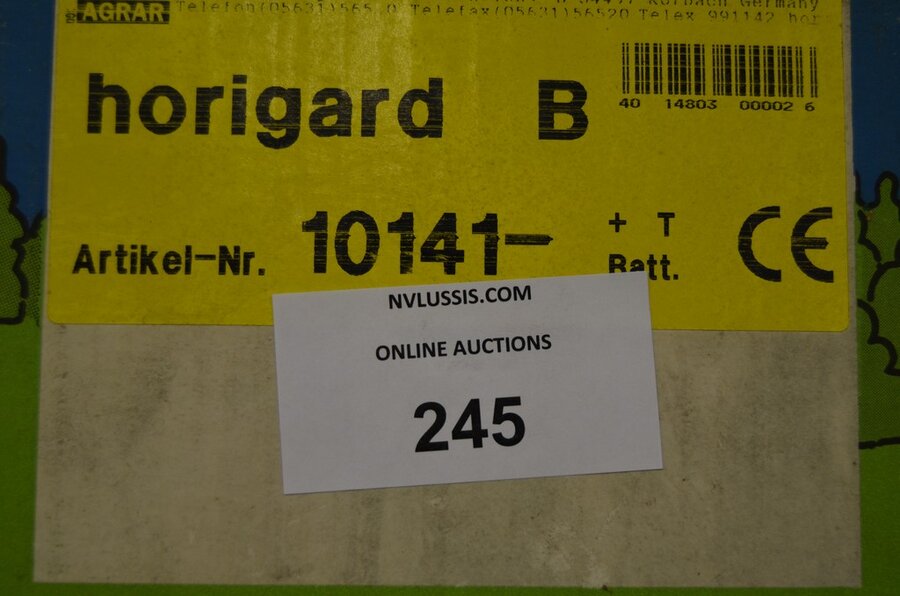 AGRAR
Korbach Germany
Telefon(05631)565 0 Telefax(05631)56520 Telex 991142 hor
horigard B
40 14803 00002 6
Artikel-Nr. 10141- + T
Batt. CE
NVLUSSIS.COM
ONLINE AUCTIONS
245